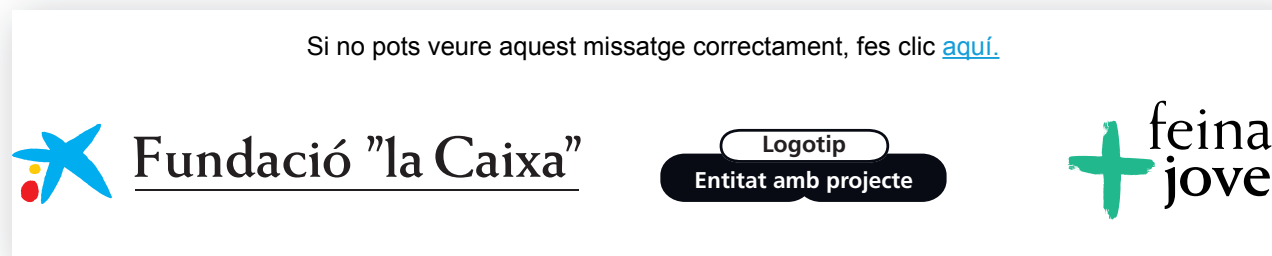 Si no pots veure aquest missatge correctament, fes clic aquí.
Fundació ”la Caixa”
Logotip
Entitat amb projecte
feina
jove